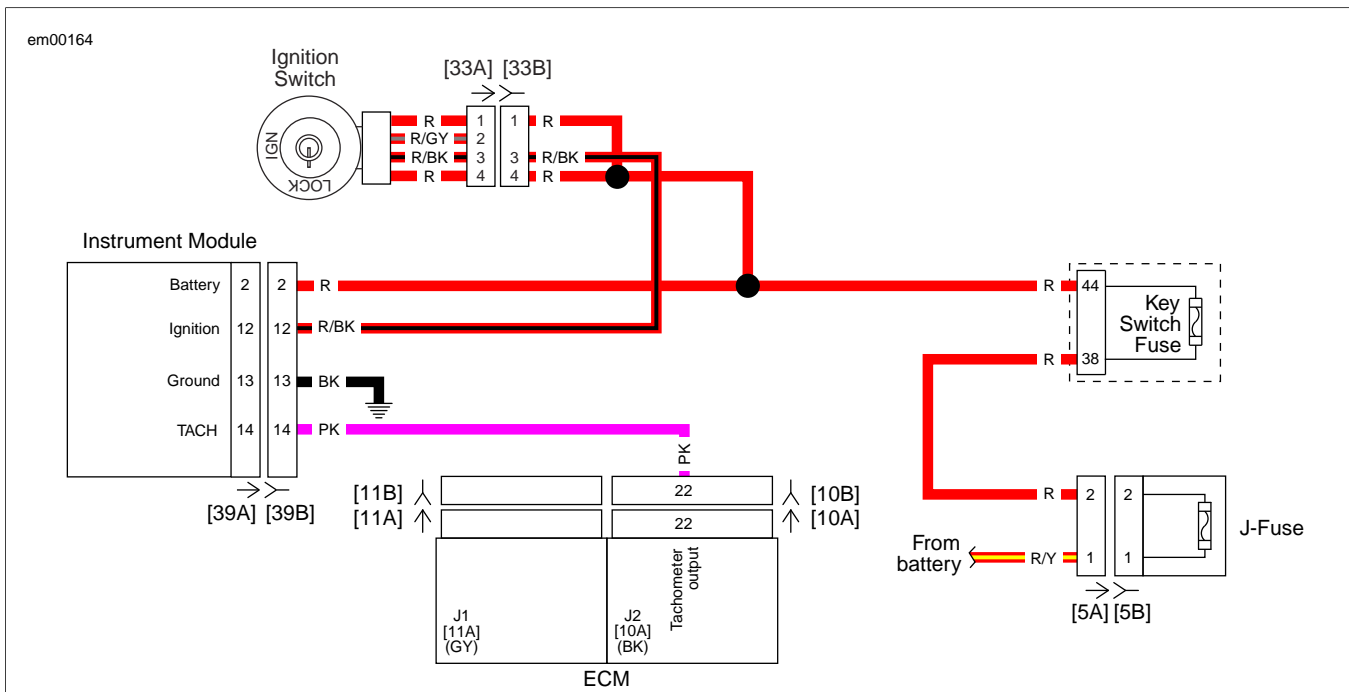 em00164
Ignition
Switch
[33A] [33B]
IGN
LOCK
R 1 1 R
R/GY 2
R/BK 3 3 R/BK
R 4 4 R
Instrument Module
Battery 2 2 R
Ignition 12 12 R/BK
Ground 13 13 BK
TACH 14 14 PK
[39A] [39B]
PK
R 44
Key
Switch
Fuse
R 38
[11B] 22 [10B]
[11A] 22 [10A]
Tachometer
output
J1
[11A]
(GY)
J2
[10A]
(BK)
ECM
R 2 2
J-Fuse
From
battery
R/Y 1 1
[5A] [5B]